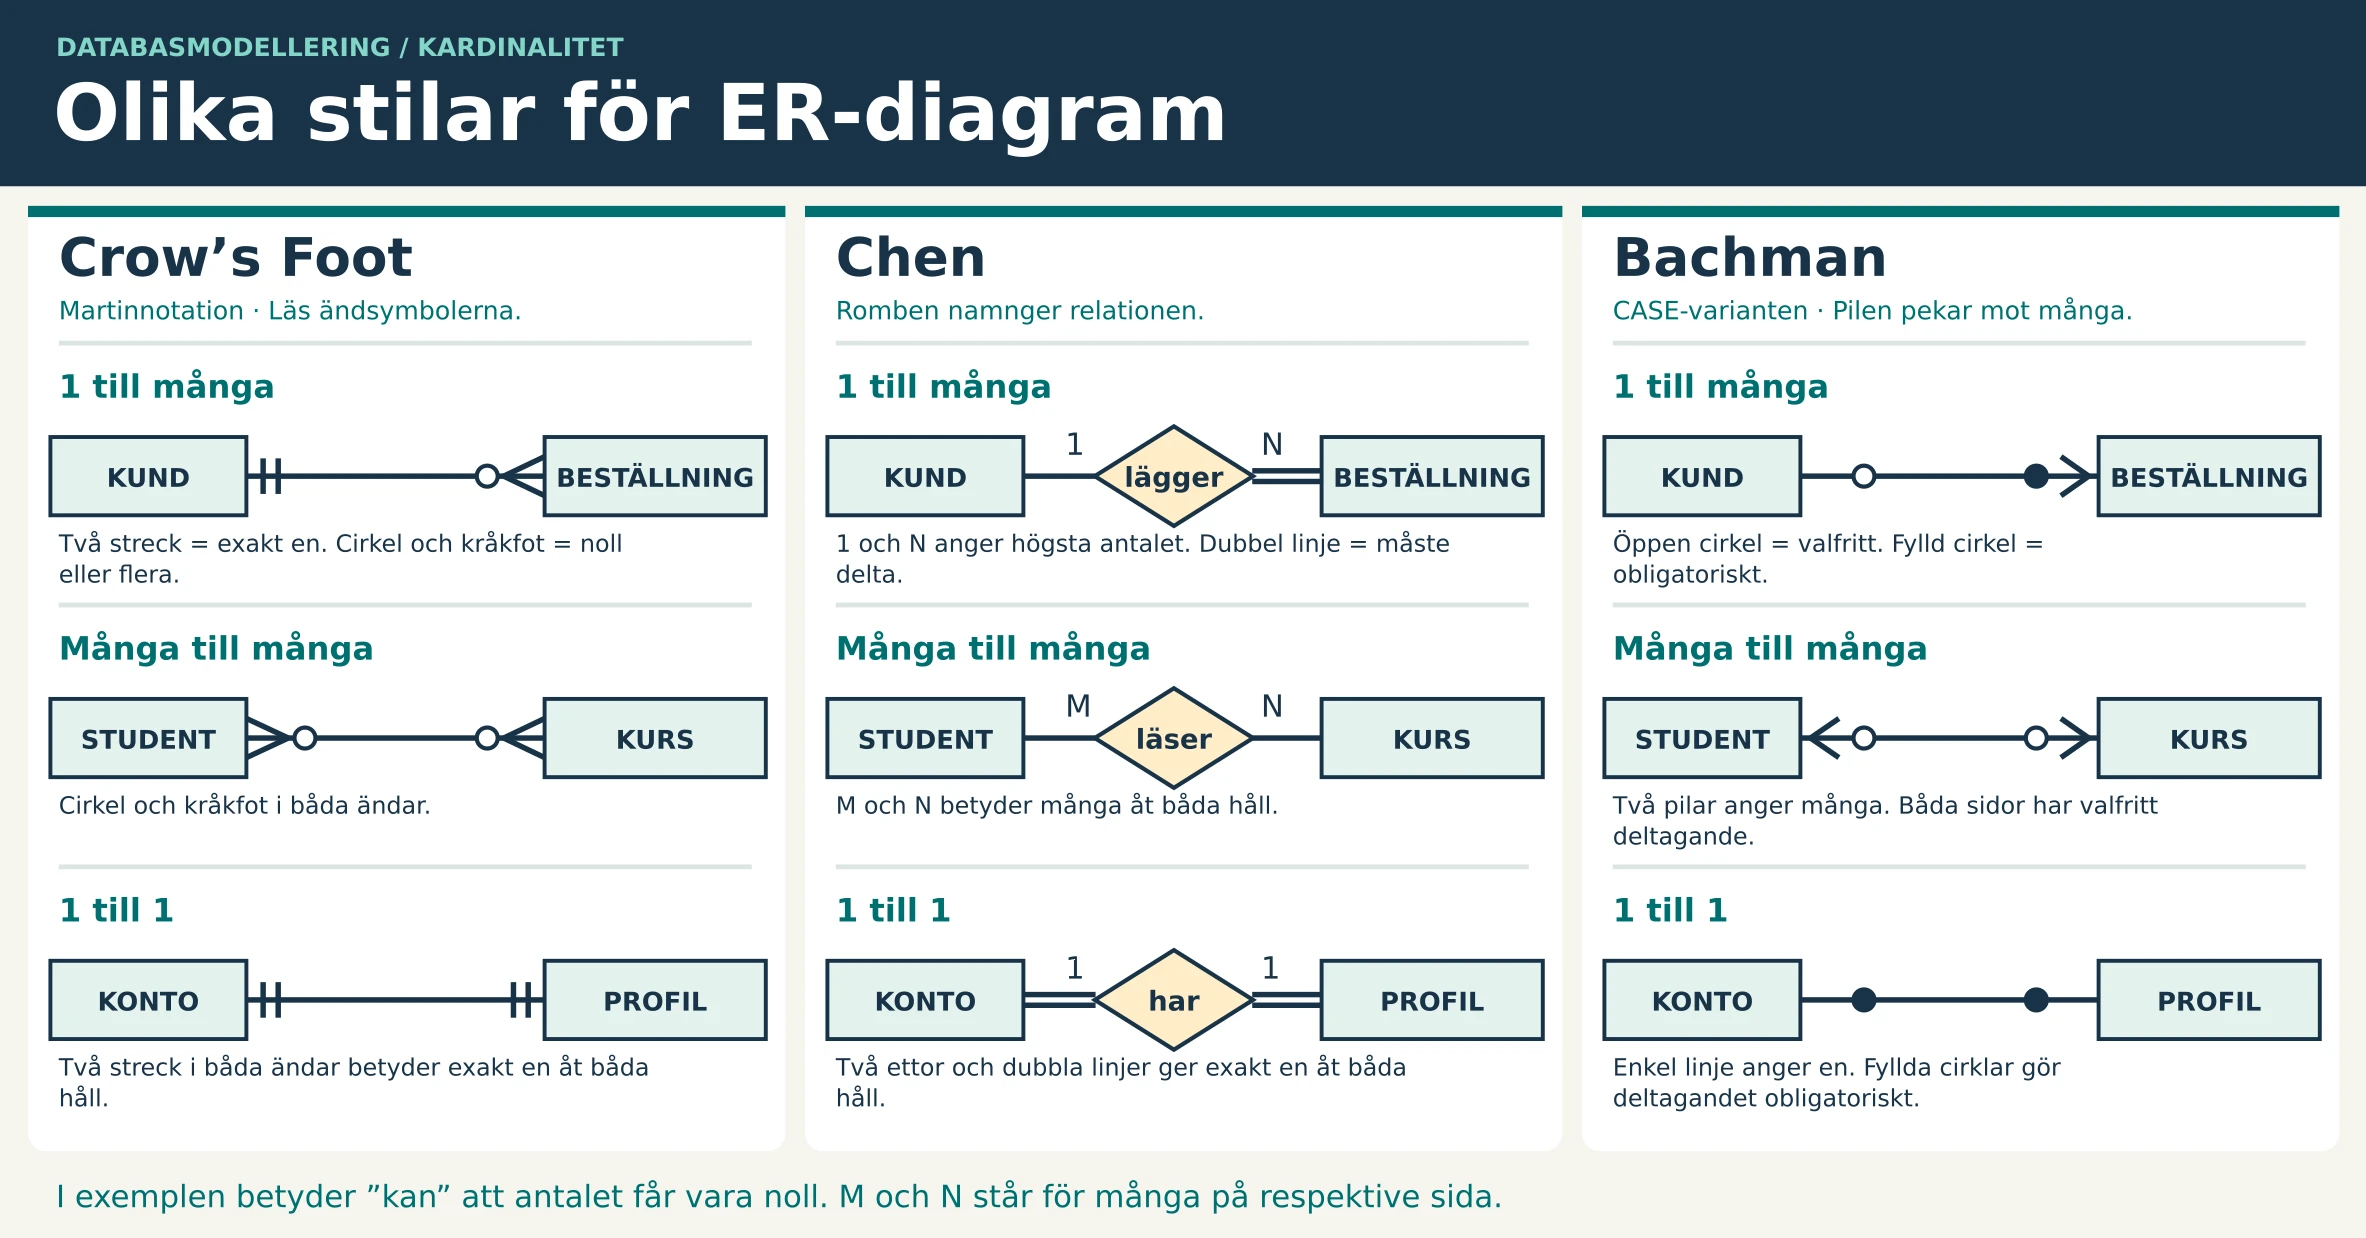 DATABASMODELLERING / KARDINALITET
Olika stilar för ER-diagram
Crow’s Foot
Martinnotation · Läs ändsymbolerna.
1 till många
KUND
BESTÄLLNING
Två streck = exakt en. Cirkel och kråkfot = noll
eller flera.
Många till många
STUDENT
KURS
Cirkel och kråkfot i båda ändar.
1 till 1
KONTO
PROFIL
Två streck i båda ändar betyder exakt en åt båda
håll.
Chen
Romben namnger relationen.
1 till många
KUND
1
lägger
N
BESTÄLLNING
1 och N anger högsta antalet. Dubbel linje = måste
delta.
Många till många
STUDENT
M
läser
N
KURS
M och N betyder många åt båda håll.
1 till 1
KONTO
1
har
1
PROFIL
Två ettor och dubbla linjer ger exakt en åt båda
håll.
Bachman
CASE-varianten · Pilen pekar mot många.
1 till många
KUND
BESTÄLLNING
Öppen cirkel = valfritt. Fylld cirkel =
obligatoriskt.
Många till många
STUDENT
KURS
Två pilar anger många. Båda sidor har valfritt
deltagande.
1 till 1
KONTO
PROFIL
Enkel linje anger en. Fyllda cirklar gör
deltagandet obligatoriskt.
I exemplen betyder ”kan” att antalet får vara noll. M och N står för många på respektive sida.